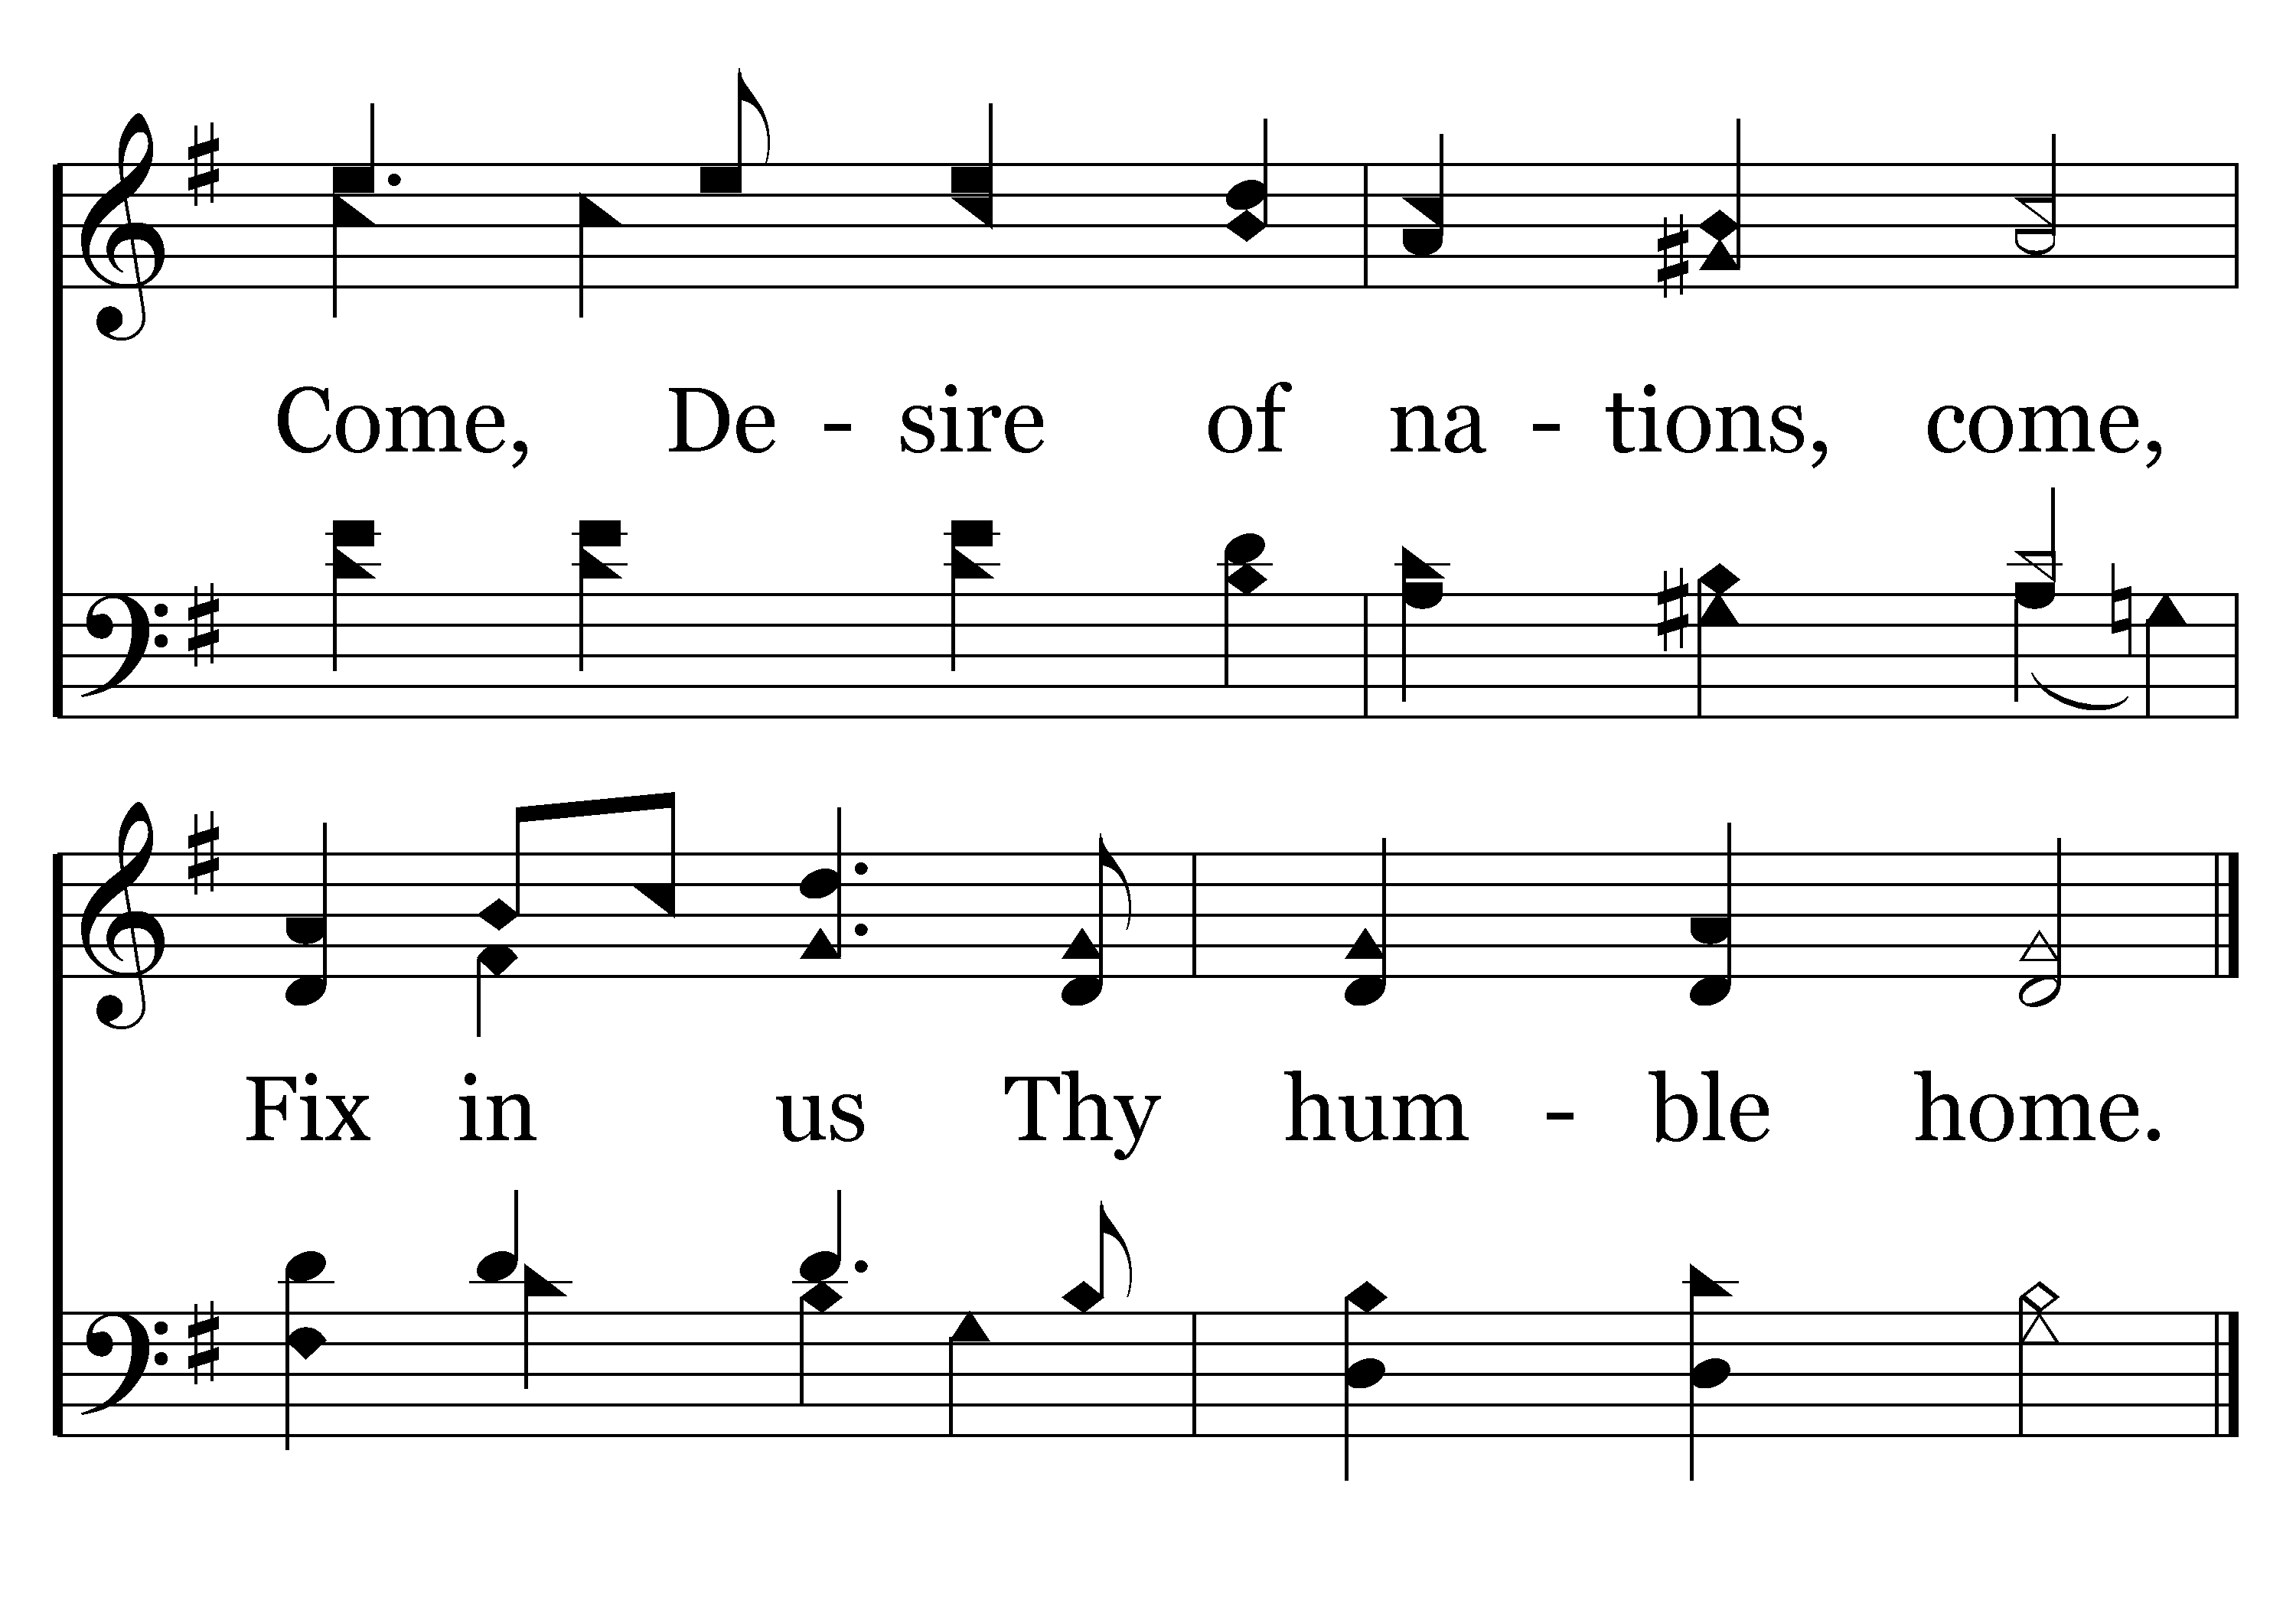 Come, De - sire of na - tions, come,
Fix in us Thy hum - ble home.